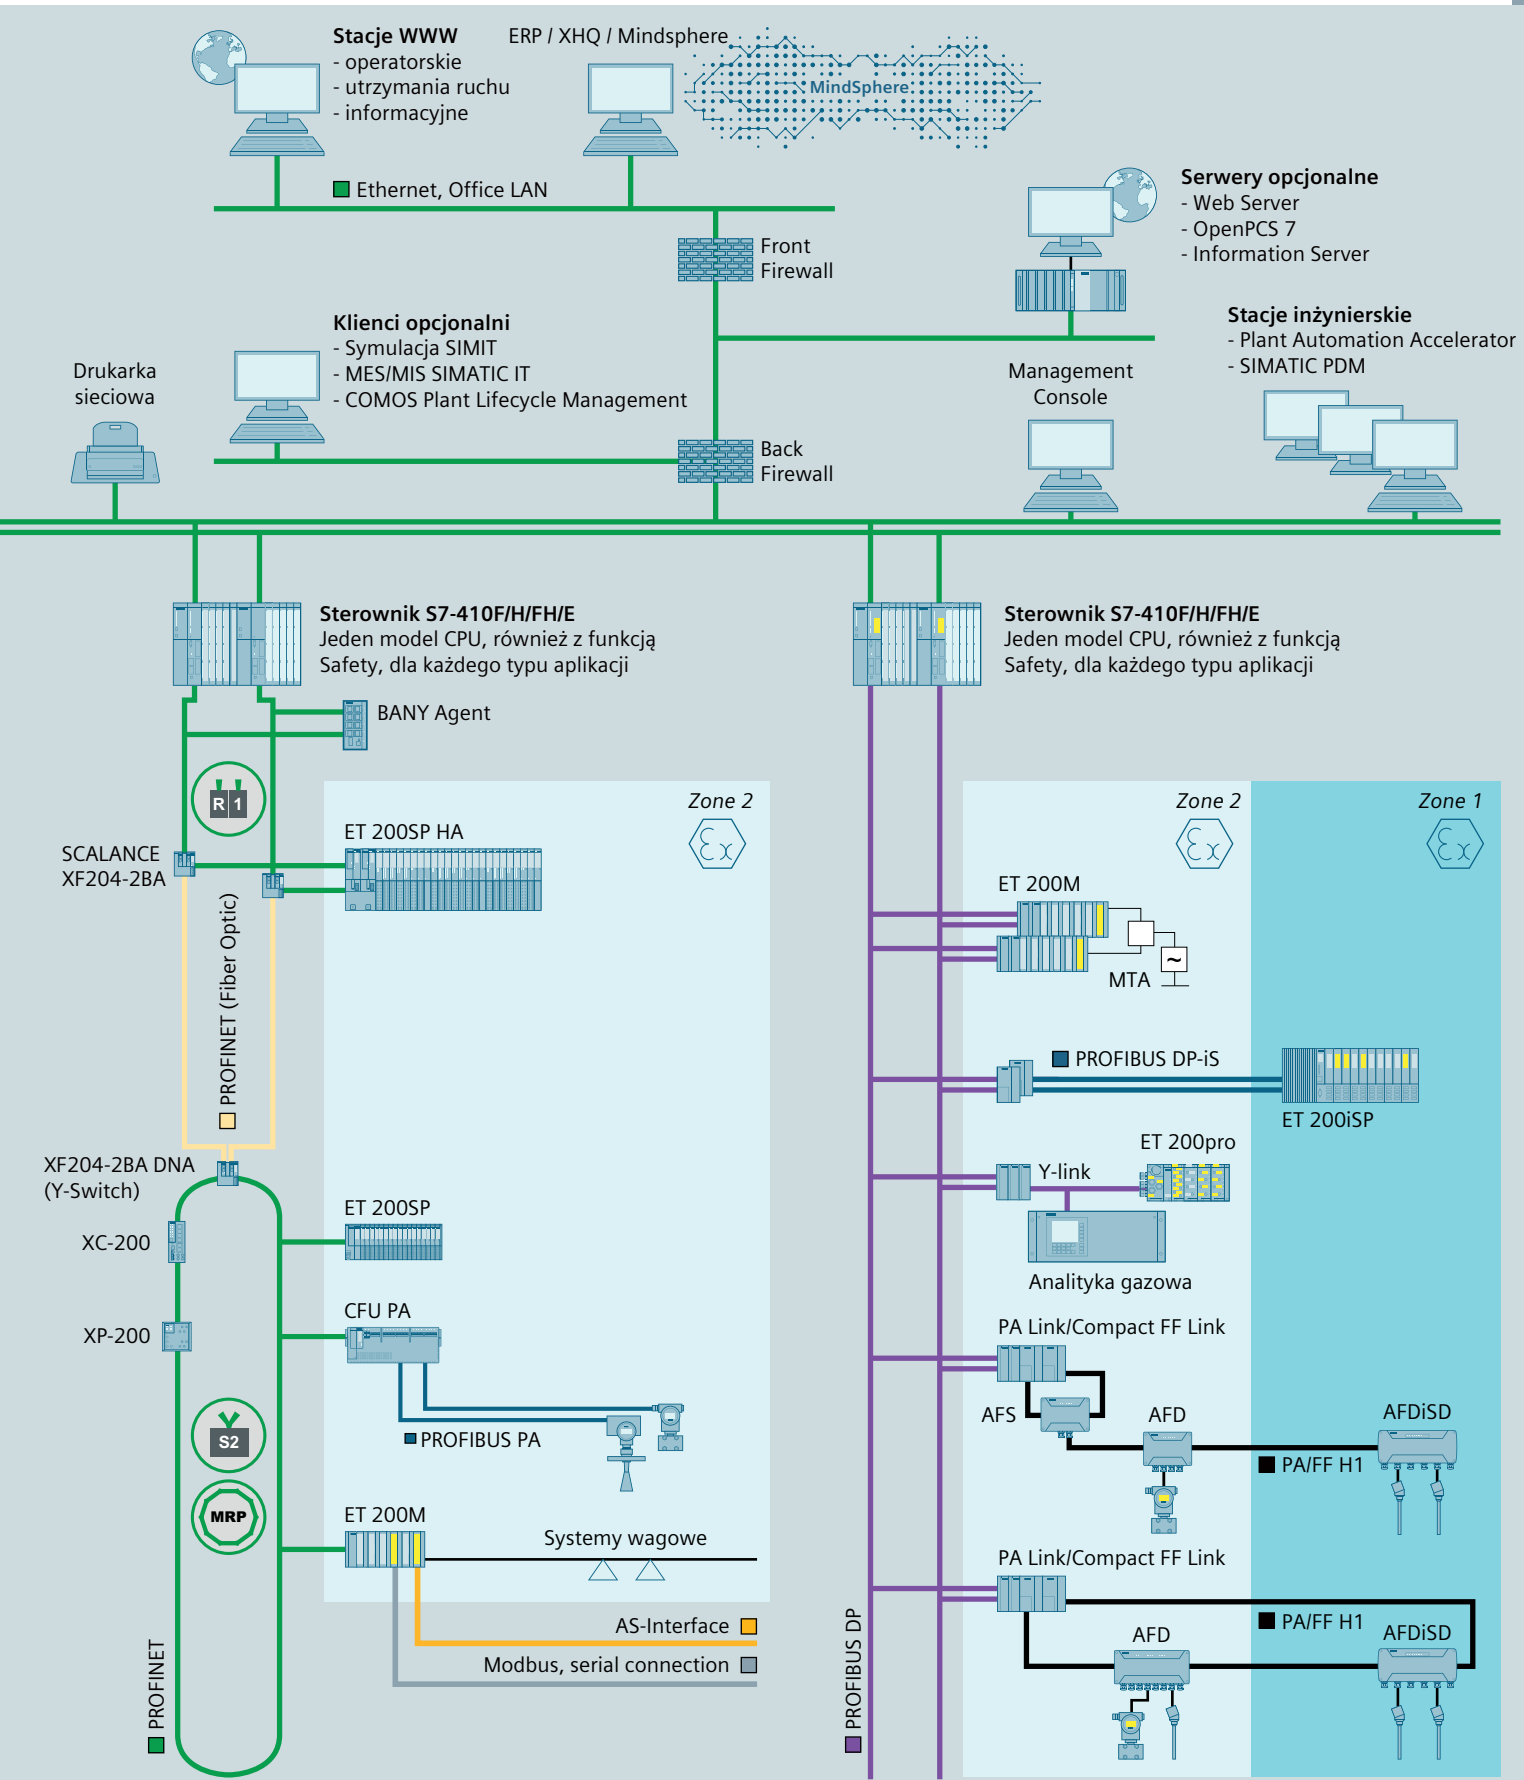 Stacje WWW
- operatorskie
- utrzymania ruchu
- informacyjne
ERP / XHQ / Mindsphere
MindSphere
Ethernet, Office LAN
Serwery opcjonalne
- Web Server
- OpenPCS 7
- Information Server
Front
Firewall
Klienci opcjonalni
- Symulacja SIMIT
- MES/MIS SIMATIC IT
- COMOS Plant Lifecycle Management
Stacje inżynierskie
- Plant Automation Accelerator
- SIMATIC PDM
Drukarka
sieciowa
Management
Console
Back
Firewall
Sterownik S7-410F/H/FH/E
Jeden model CPU, również z funkcją
Safety, dla każdego typu aplikacji
Sterownik S7-410F/H/FH/E
Jeden model CPU, również z funkcją
Safety, dla każdego typu aplikacji
BANY Agent
R 1
Zone 2
Ex
ET 200SP HA
SCALANCE
XF204-2BA
PROFINET (Fiber Optic)
XF204-2BA DNA
(Y-Switch)
XC-200
ET 200SP
XP-200
CFU PA
PROFIBUS PA
S2
MRP
ET 200M
Systemy wagowe
AS-Interface
Modbus, serial connection
PROFINET
Zone 2
Ex
Zone 1
Ex
ET 200M
~
MTA
PROFIBUS DP-iS
ET 200iSP
ET 200pro
Y-link
Analityka gazowa
PA Link/Compact FF Link
AFS
AFD
AFDiSD
PA/FF H1
PA Link/Compact FF Link
PA/FF H1
AFD
AFDiSD
PROFIBUS DP